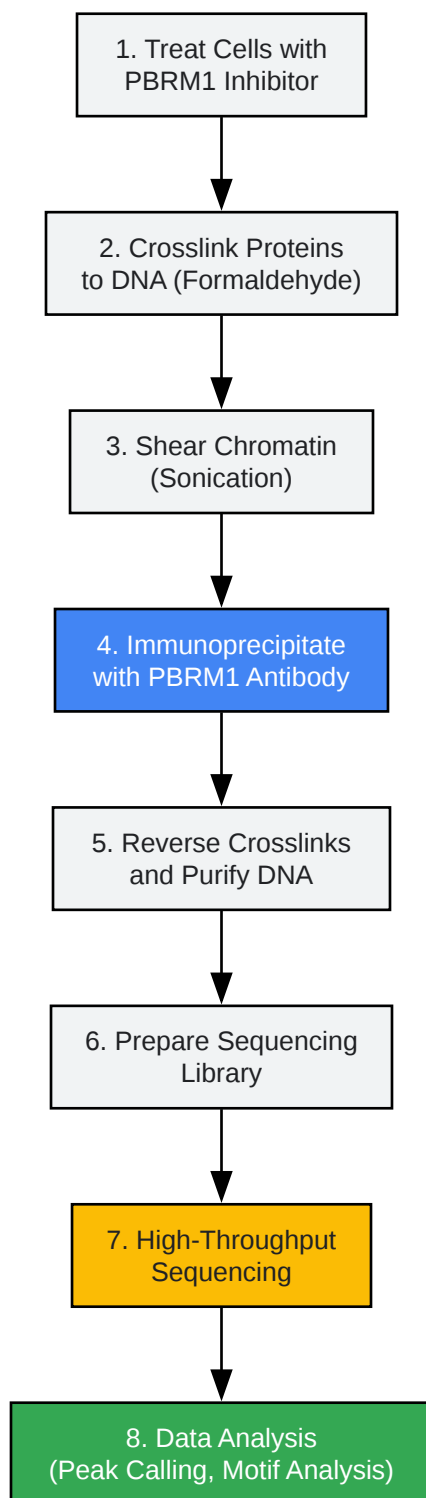 1. Treat Cells with
PBRM1 Inhibitor
2. Crosslink Proteins
to DNA (Formaldehyde)
3. Shear Chromatin
(Sonication)
4. Immunoprecipitate
with PBRM1 Antibody
5. Reverse Crosslinks
and Purify DNA
6. Prepare Sequencing
Library
7. High-Throughput
Sequencing
8. Data Analysis
(Peak Calling, Motif Analysis)